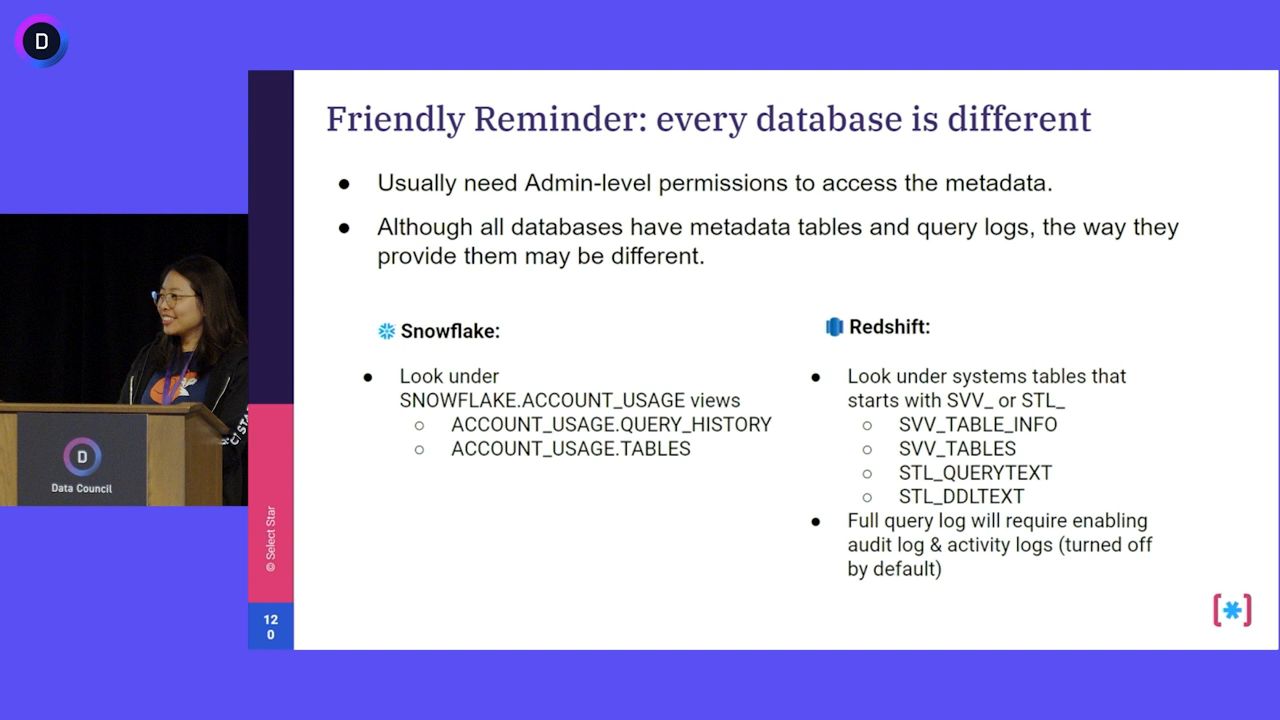 D
Friendly Reminder: every database is different
● Usually need Admin-level permissions to access the metadata.
● Although all databases have metadata tables and query logs, the way they
provide them may be different.
Snowflake:
● Look under
SNOWFLAKE.ACCOUNT_USAGE views
○ ACCOUNT_USAGE.QUERY_HISTORY
○ ACCOUNT_USAGE.TABLES
Redshift:
● Look under systems tables that
starts with SVV_ or STL_
○ SVV_TABLE_INFO
○ SVV_TABLES
○ STL_QUERYTEXT
○ STL_DDLTEXT
● Full query log will require enabling
audit log & activity logs (turned off
by default)
© Select Star
12
0
[*]
D
Data Council